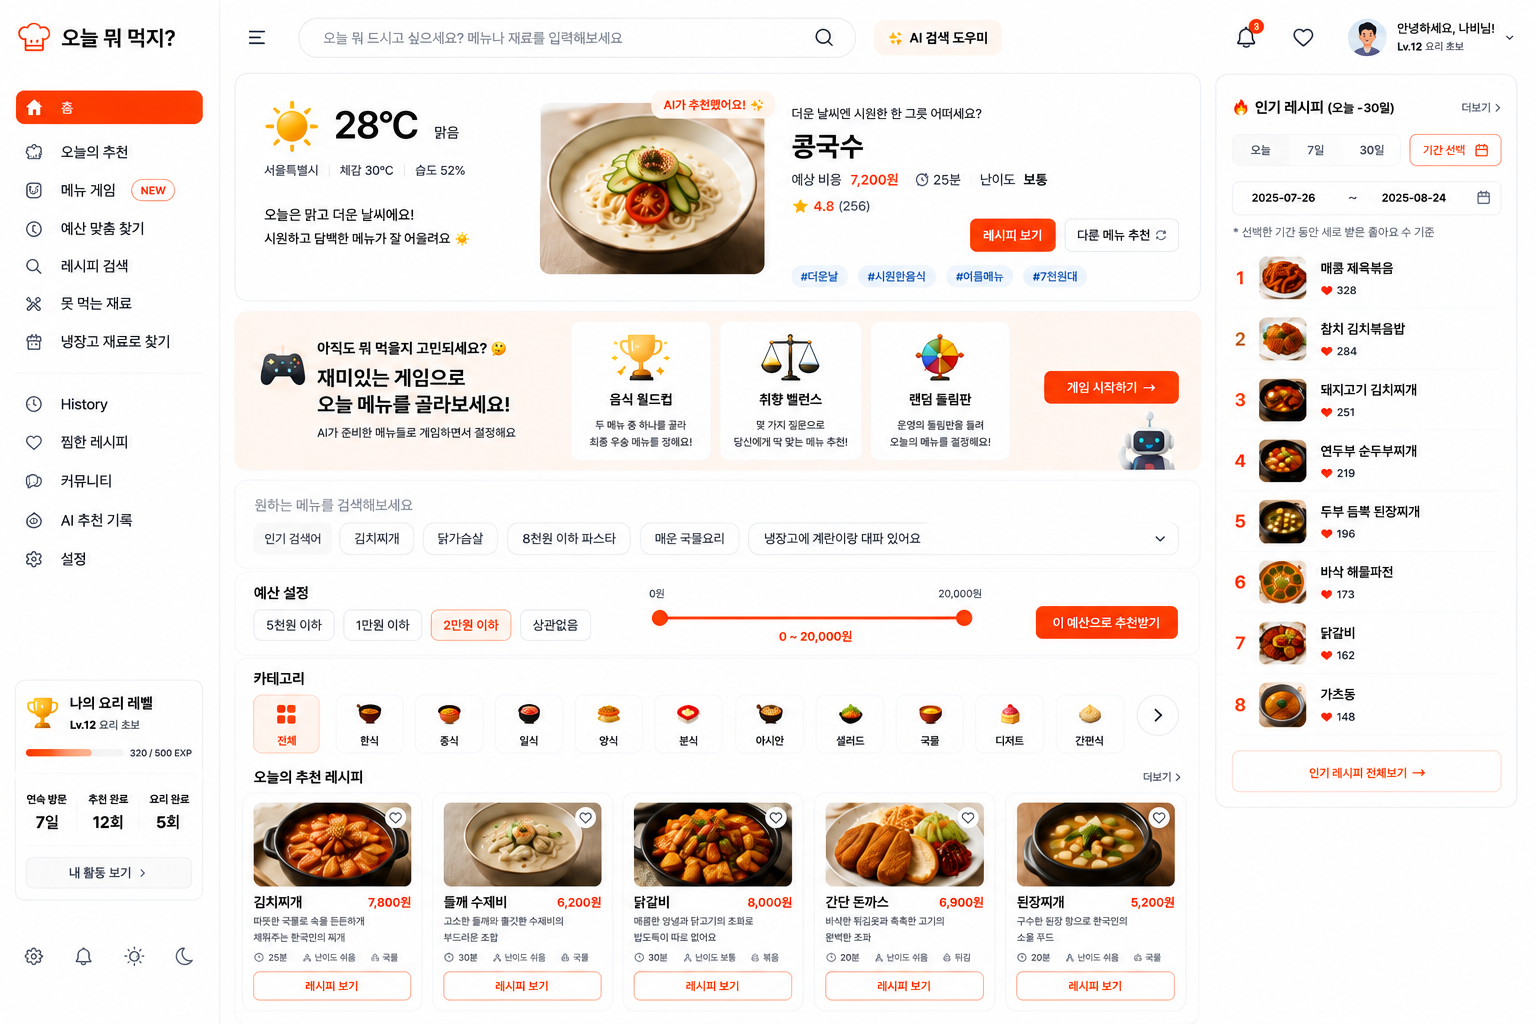 오늘 뭐 먹지?
오늘 뭐 드시고 싶으세요? 메뉴나 재료를 입력해보세요
AI 검색 도우미
3
안녕하세요, 나비님!
Lv.12 요리 초보
홈
오늘의 추천
메뉴 게임 NEW
예산 맞춤 찾기
레시피 검색
못 먹는 재료
냉장고 재료로 찾기
History
찜한 레시피
커뮤니티
AI 추천 기록
설정
나의 요리 레벨
Lv.12 요리 초보
320 / 500 EXP
연속 방문 추천 완료 요리 완료
7일 12회 5회
내 활동 보기 >
28°C 맑음
서울특별시 체감 30°C 습도 52%
오늘은 맑고 더운 날씨에요!
시원하고 담백한 메뉴가 잘 어울려요
AI가 추천했어요!
더운 날씨엔 시원한 한 그릇 어떠세요?
콩국수
예상 비용 7,200원 25분 난이도 보통
4.8 (256)
레시피 보기
다른 메뉴 추천
#더운날 #시원한음식 #여름메뉴 #7천원대
아직도 뭐 먹을지 고민되세요?
재미있는 게임으로
오늘 메뉴를 골라보세요!
AI가 준비한 메뉴들로 게임하면서 결정해요
음식 월드컵
두 메뉴 중 하나를 골라
최종 우승 메뉴를 정해요!
취향 밸런스
몇 가지 질문으로
당신에게 딱 맞는 메뉴 추천!
랜덤 돌림판
운영의 돌림만을 돌려
오늘의 메뉴를 결정해요!
게임 시작하기 →
원하는 메뉴를 검색해보세요
인기 검색어 김치찌개 닭가슴살 8천원 이하 파스타 매운 국물요리 냉장고에 계란이랑 대파 있어요
예산 설정
5천원 이하 1만원 이하 2만원 이하 상관없음
0원 20,000원
0 ~ 20,000원
이 예산으로 추천받기
카테고리
전체 한식 중식 일식 양식 분식 아시안 샐러드 국물 디저트 간편식
오늘의 추천 레시피
더보기 >
김치찌개 7,800원
따뜻한 국물로 속을 든든하게
채워주는 한국인의 찌개
25분 난이도 쉬움 국물
레시피 보기
들깨 수제비 6,200원
고소한 들깨와 쫄깃한 수제비의
부드러운 조합
30분 난이도 쉬움 국물
레시피 보기
닭갈비 8,000원
매콤한 양념과 닭고기의 조화로
밥도둑이 따로 없어요
30분 난이도 보통 볶음
레시피 보기
간단 돈까스 6,900원
바삭한 튀김옷과 촉촉한 고기의
완벽한 조화
20분 난이도 쉬움 튀김
레시피 보기
된장찌개 5,200원
구수한 된장 향으로 한국인의
소울 푸드
20분 난이도 쉬움 국물
레시피 보기
인기 레시피 (오늘 -30일)
더보기 >
오늘 7일 30일 기간 선택
2025-07-26 ~ 2025-08-24
* 선택한 기간 동안 새로 받은 좋아요 수 기준
1 매콤 제육볶음
328
2 참치 김치볶음밥
284
3 돼지고기 김치찌개
251
4 연두부 순두부찌개
219
5 두부 듬뿍 된장찌개
196
6 바삭 해물파전
173
7 닭갈비
162
8 가츠동
148
인기 레시피 전체보기 →